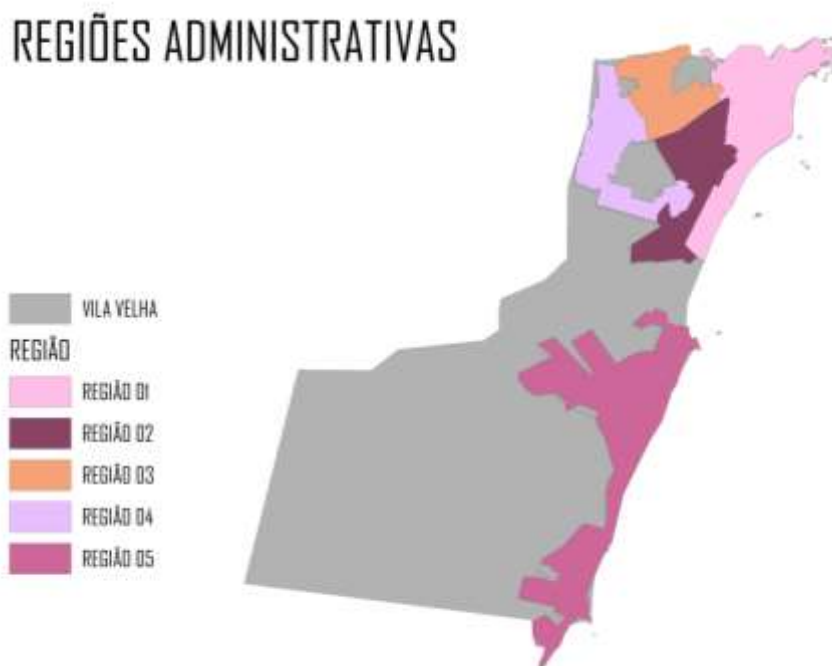 REGIÕES ADMINISTRATIVAS
VILA VELHA
REGIÃO
REGIÃO 01
REGIÃO 02
REGIÃO 03
REGIÃO 04
REGIÃO 05